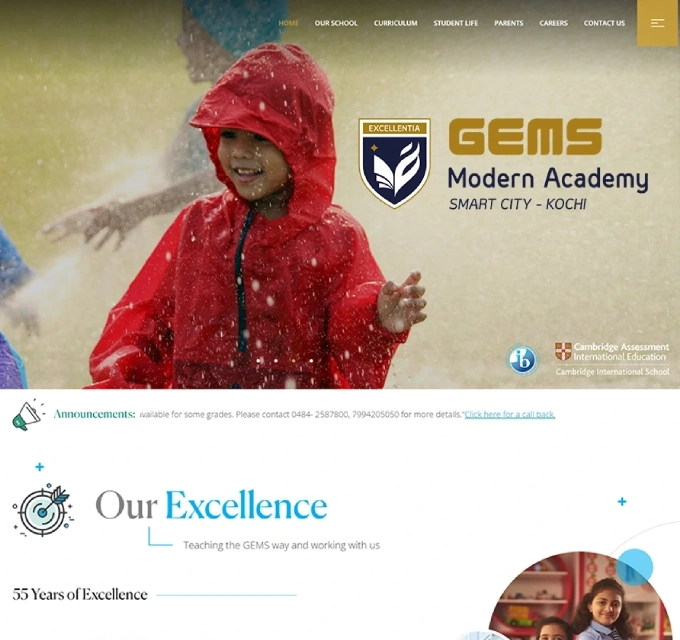 HOME OUR SCHOOL CURRICULUM STUDENT LIFE PARENTS CAREERS CONTACT US
EXCELLENTIA
GEMS
Modern Academy
SMART CITY - KOCHI
ib
Cambridge Assessment
International Education
Cambridge International School
Announcements: vailable for some grades. Please contact 0484- 2587800, 7994205050 for more details."Click here for a call back.
Our Excellence
Teaching the GEMS way and working with us
55 Years of Excellence